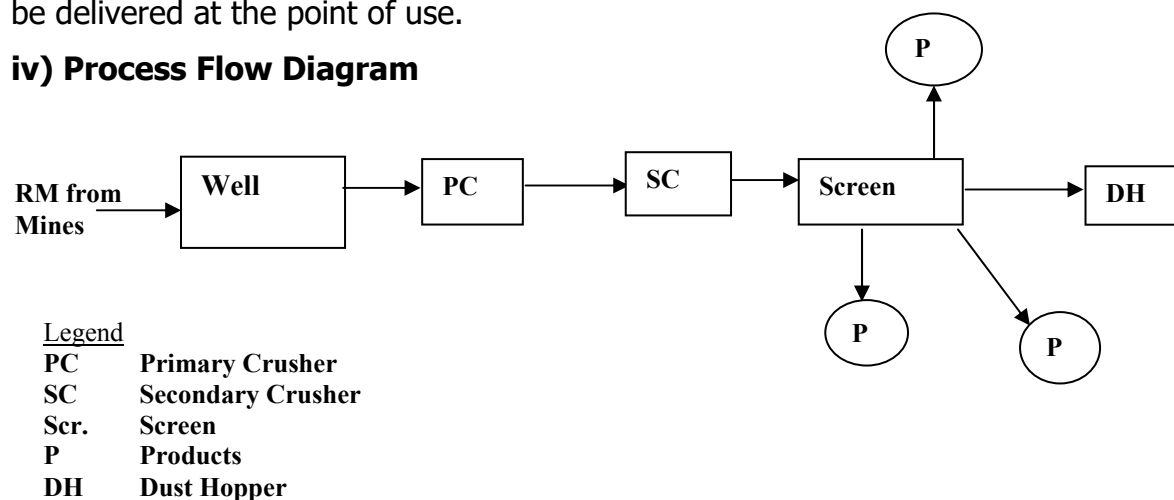 be delivered at the point of use.
iv) Process Flow Diagram
P
RM from
Mines
Well
PC
SC
Screen
DH
P
P
Legend
PC Primary Crusher
SC Secondary Crusher
Scr. Screen
P Products
DH Dust Hopper